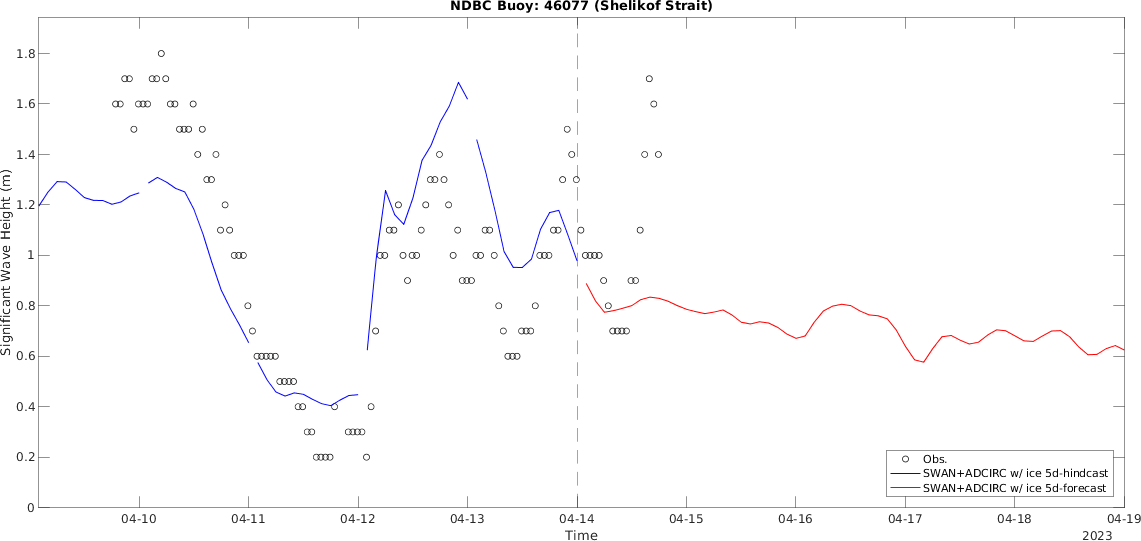 NDBC Buoy: 46077 (Shelikof Strait)
Significant Wave Height (m)
1.8
1.6
1.4
1.2
1
0.8
0.6
0.4
0.2
0
Obs.
SWAN+ADCIRC w/ ice 5d-hindcast
SWAN+ADCIRC w/ ice 5d-forecast
04-10 04-11 04-12 04-13 04-14 04-15 04-16 04-17 04-18 04-19
Time
2023